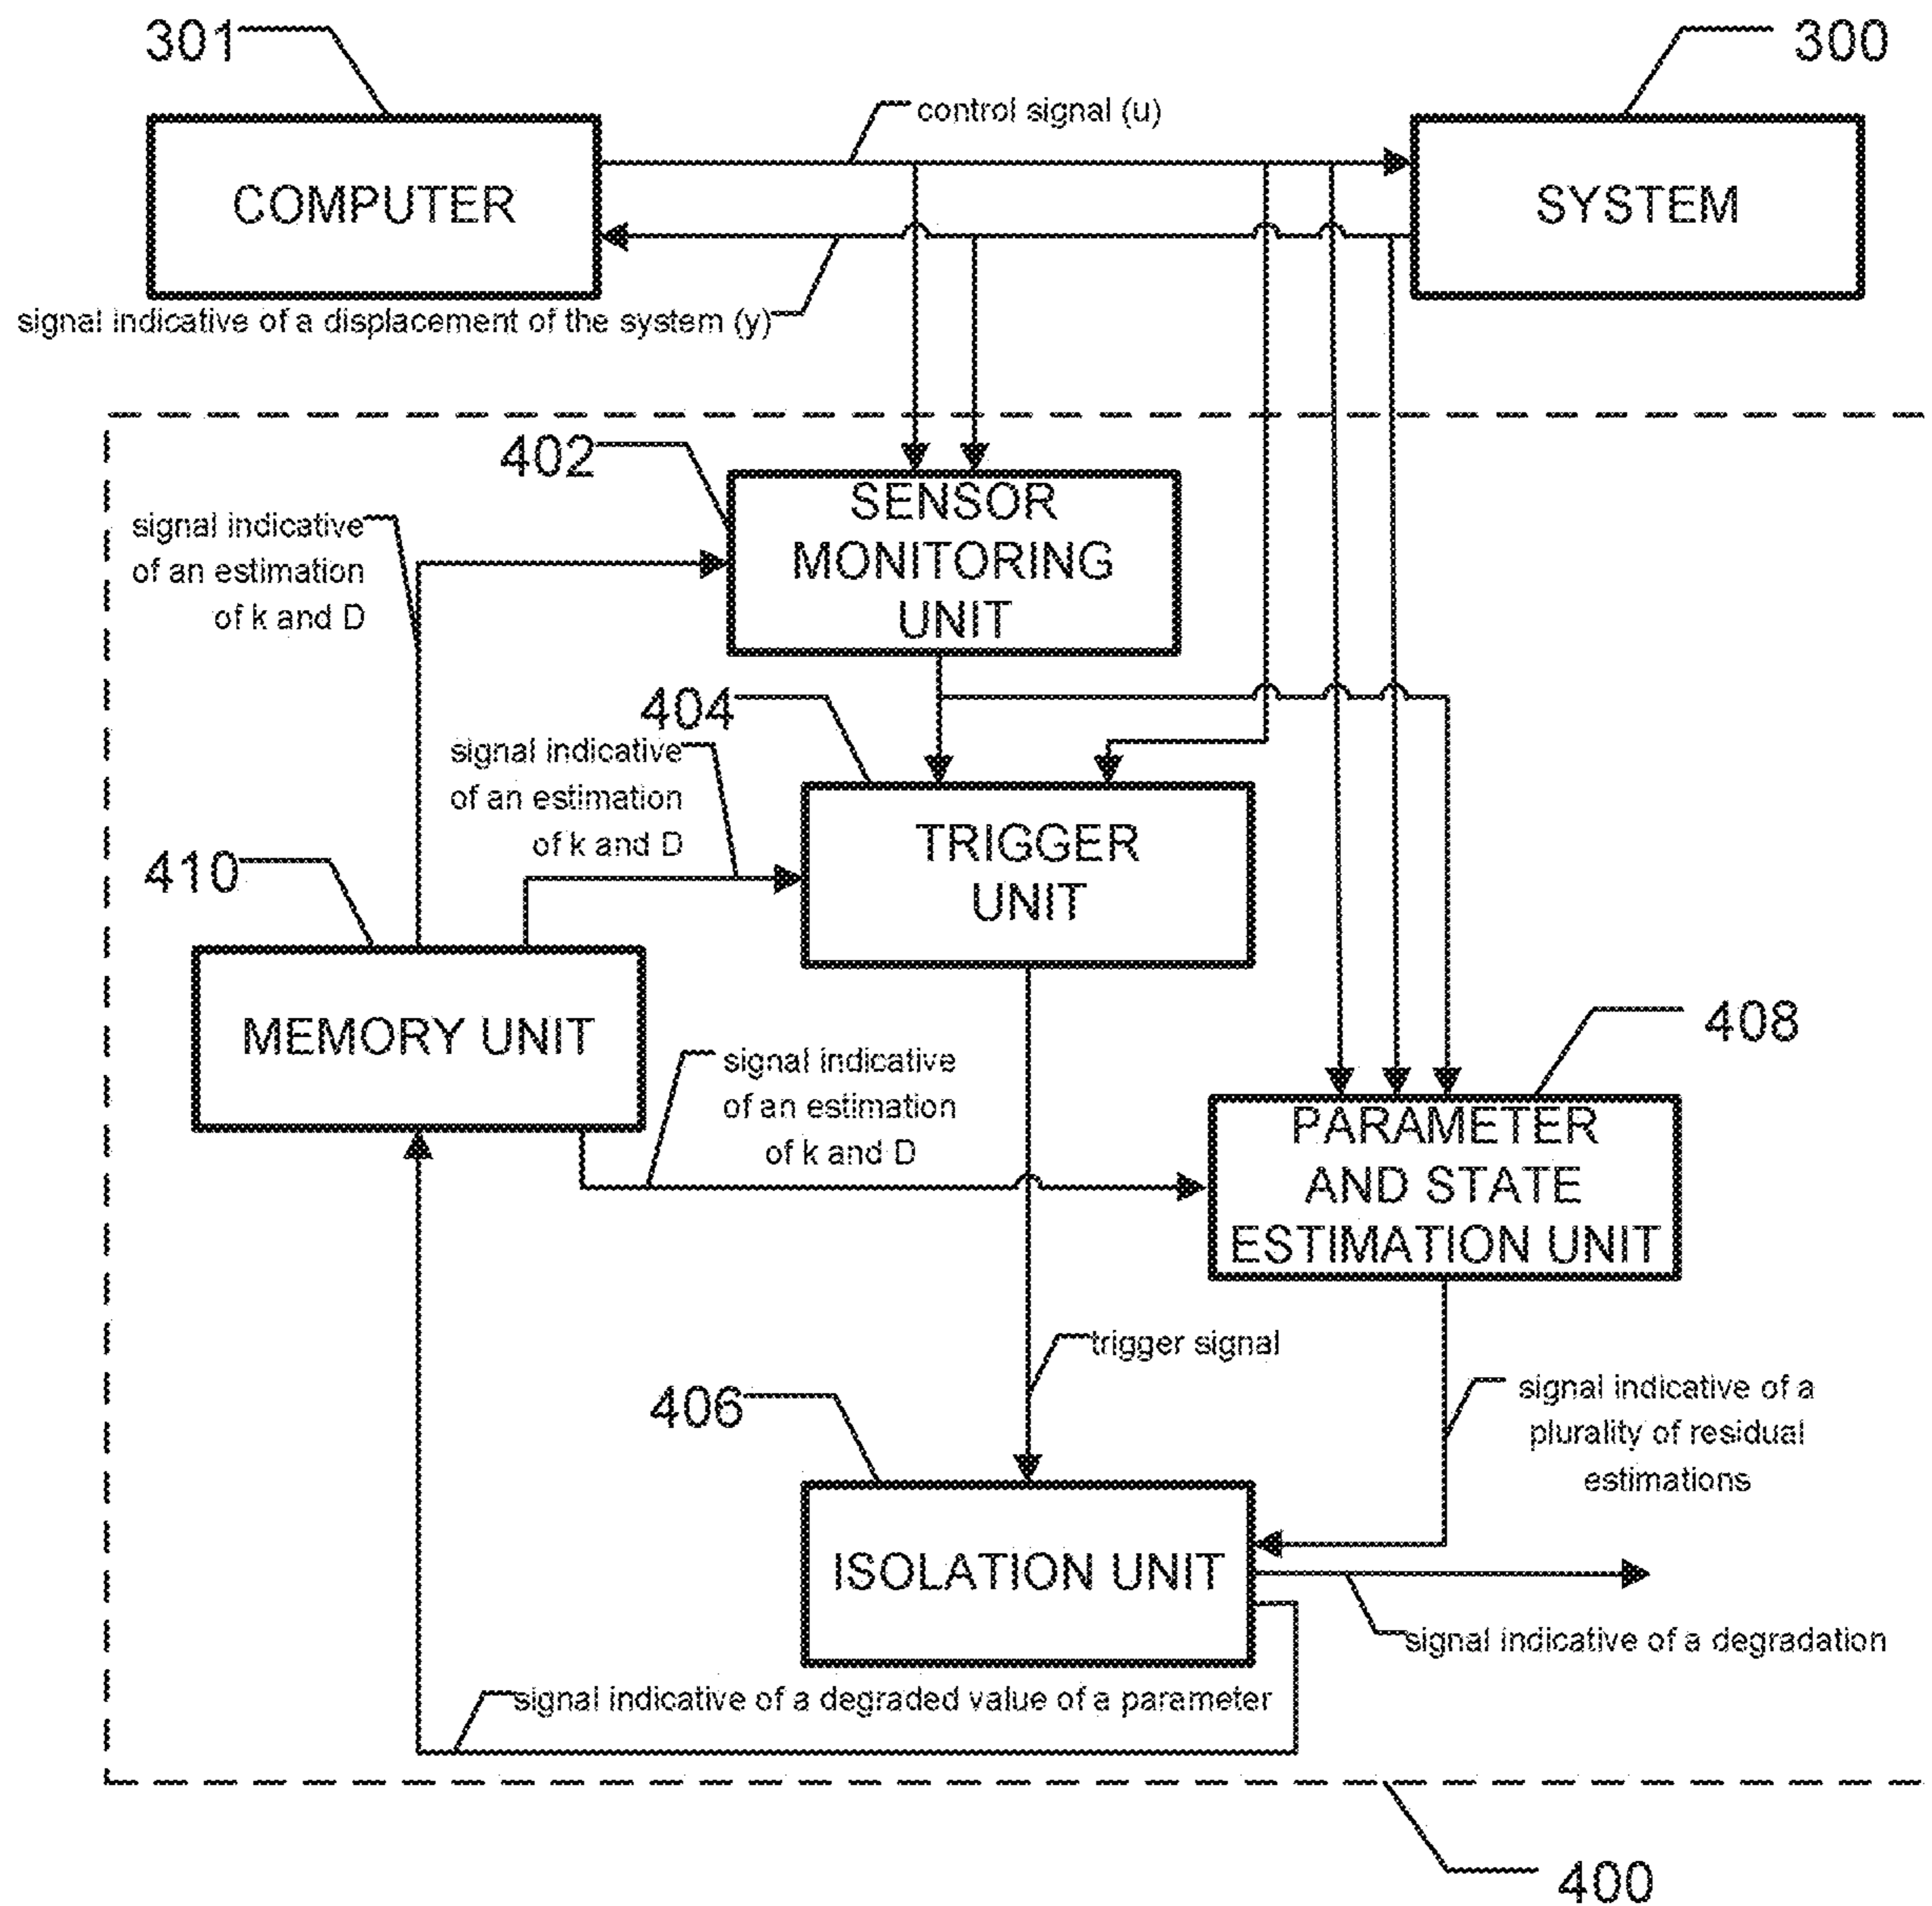 301
300
control signal (u)
COMPUTER
SYSTEM
signal indicative of a displacement of the system (y)
402
SENSOR
MONITORING
UNIT
signal indicative
of an estimation
of k and D
404
signal indicative
of an estimation
of k and D
TRIGGER
UNIT
410
MEMORY UNIT
408
signal indicative
of an estimation
of k and D
PARAMETER
AND STATE
ESTIMATION UNIT
trigger signal
406
signal indicative of a
plurality of residual
estimations
ISOLATION UNIT
signal indicative of a degradation
signal indicative of a degraded value of a parameter
400